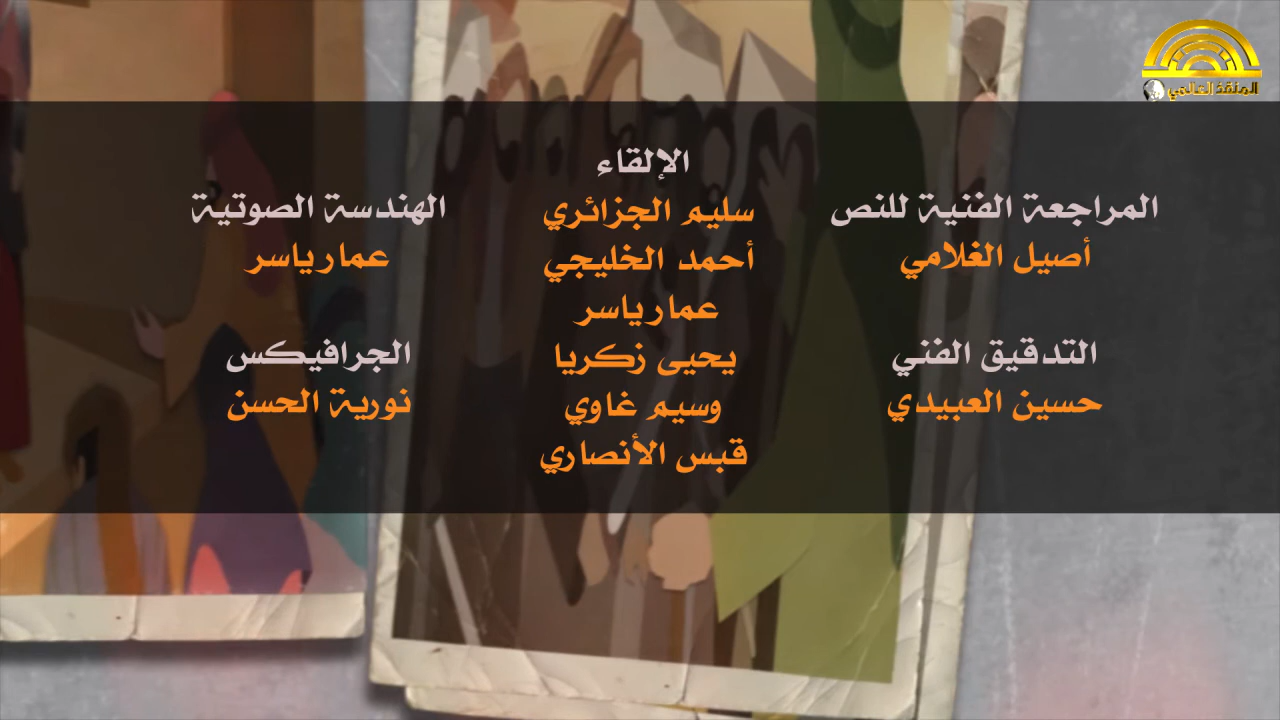 المنقذ العالمي
المراجعة الفنية للنص
أصيل الغلامي
التدقيق الفني
حسين العبيدي
الإلقاء
سليم الجزائري
أحمد الخليجي
عمار ياسر
يحيى زكريا
وسيم غاوي
قبس الأنصاري
الهندسة الصوتية
عمار ياسر
الجرافيكس
نورية الحسن